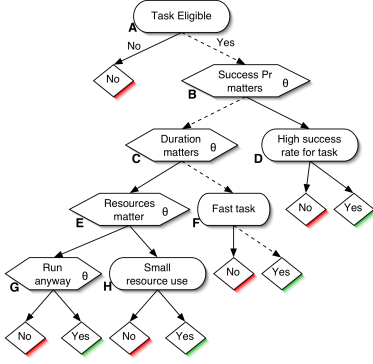 Task Eligible
A
No
Yes
No
Success Pr
matters
θ
B
Duration
matters
θ
C
High success
rate for task
D
Resources
matter
θ
E
Fast task
F
No
Yes
Run
anyway
θ
G
Small
resource use
H
No
Yes
No
Yes
No
Yes